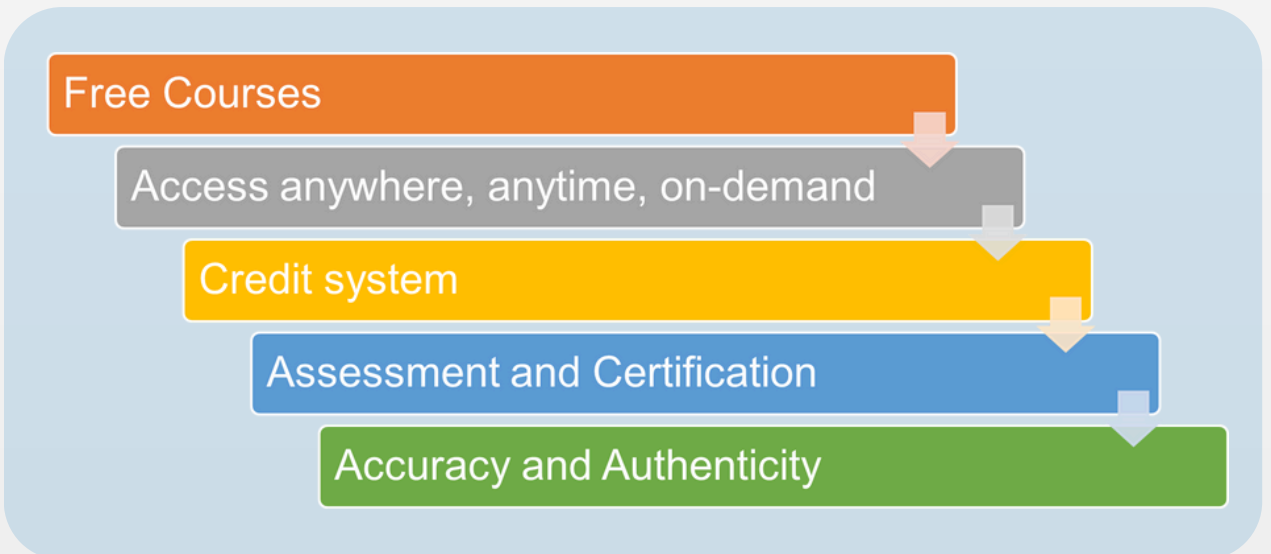 Free Courses
Access anywhere, anytime, on-demand
Credit system
Assessment and Certification
Accuracy and Authenticity